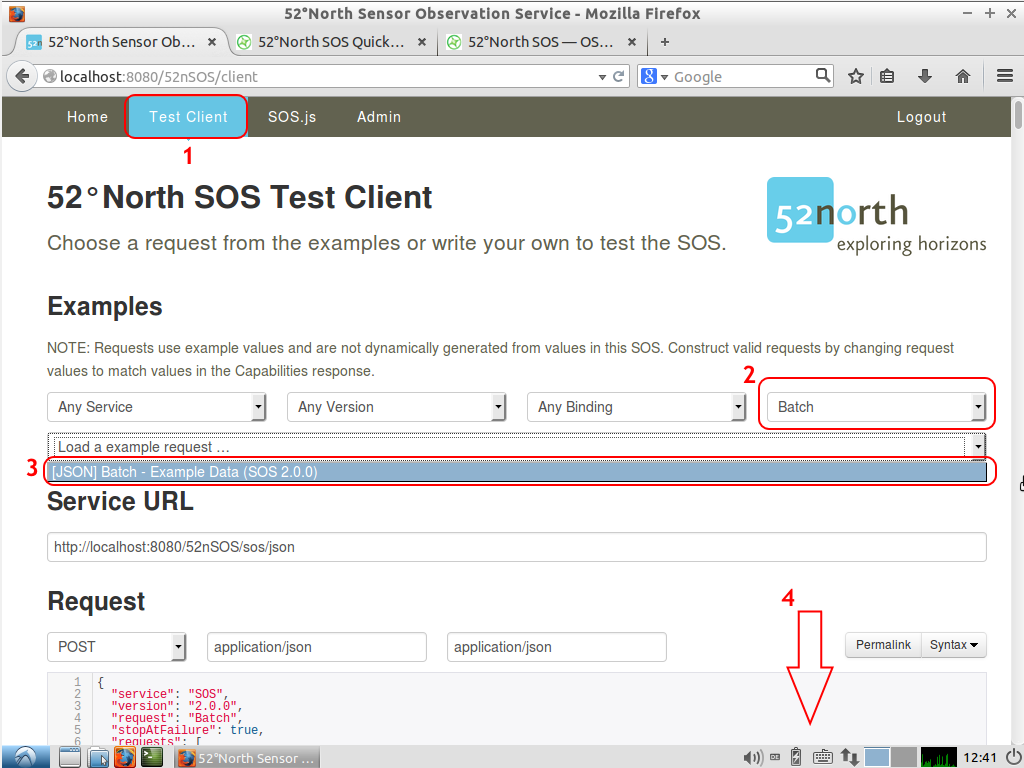 52°North Sensor Observation Service - Mozilla Firefox
52°North Sensor Ob... 52°North SOS Quick... 52°North SOS — OS...
localhost:8080/52nSOS/client Google
Home Test Client SOS.js Admin Logout
1
52°North SOS Test Client
Choose a request from the examples or write your own to test the SOS.
52north
exploring horizons
Examples
NOTE: Requests use example values and are not dynamically generated from values in this SOS. Construct valid requests by changing request
values to match values in the Capabilities response.
2
Any Service Any Version Any Binding Batch
Load a example request ...
3 [JSON] Batch - Example Data (SOS 2.0.0)
Service URL
http://localhost:8080/52nSOS/sos/json
Request
4
POST application/json application/json Permalink Syntax
1 {
2 "service": "SOS",
3 "version": "2.0.0",
4 "request": "Batch",
5 "stopAtFailure": true,
6 "requests": [
52°North Sensor ... 12:41